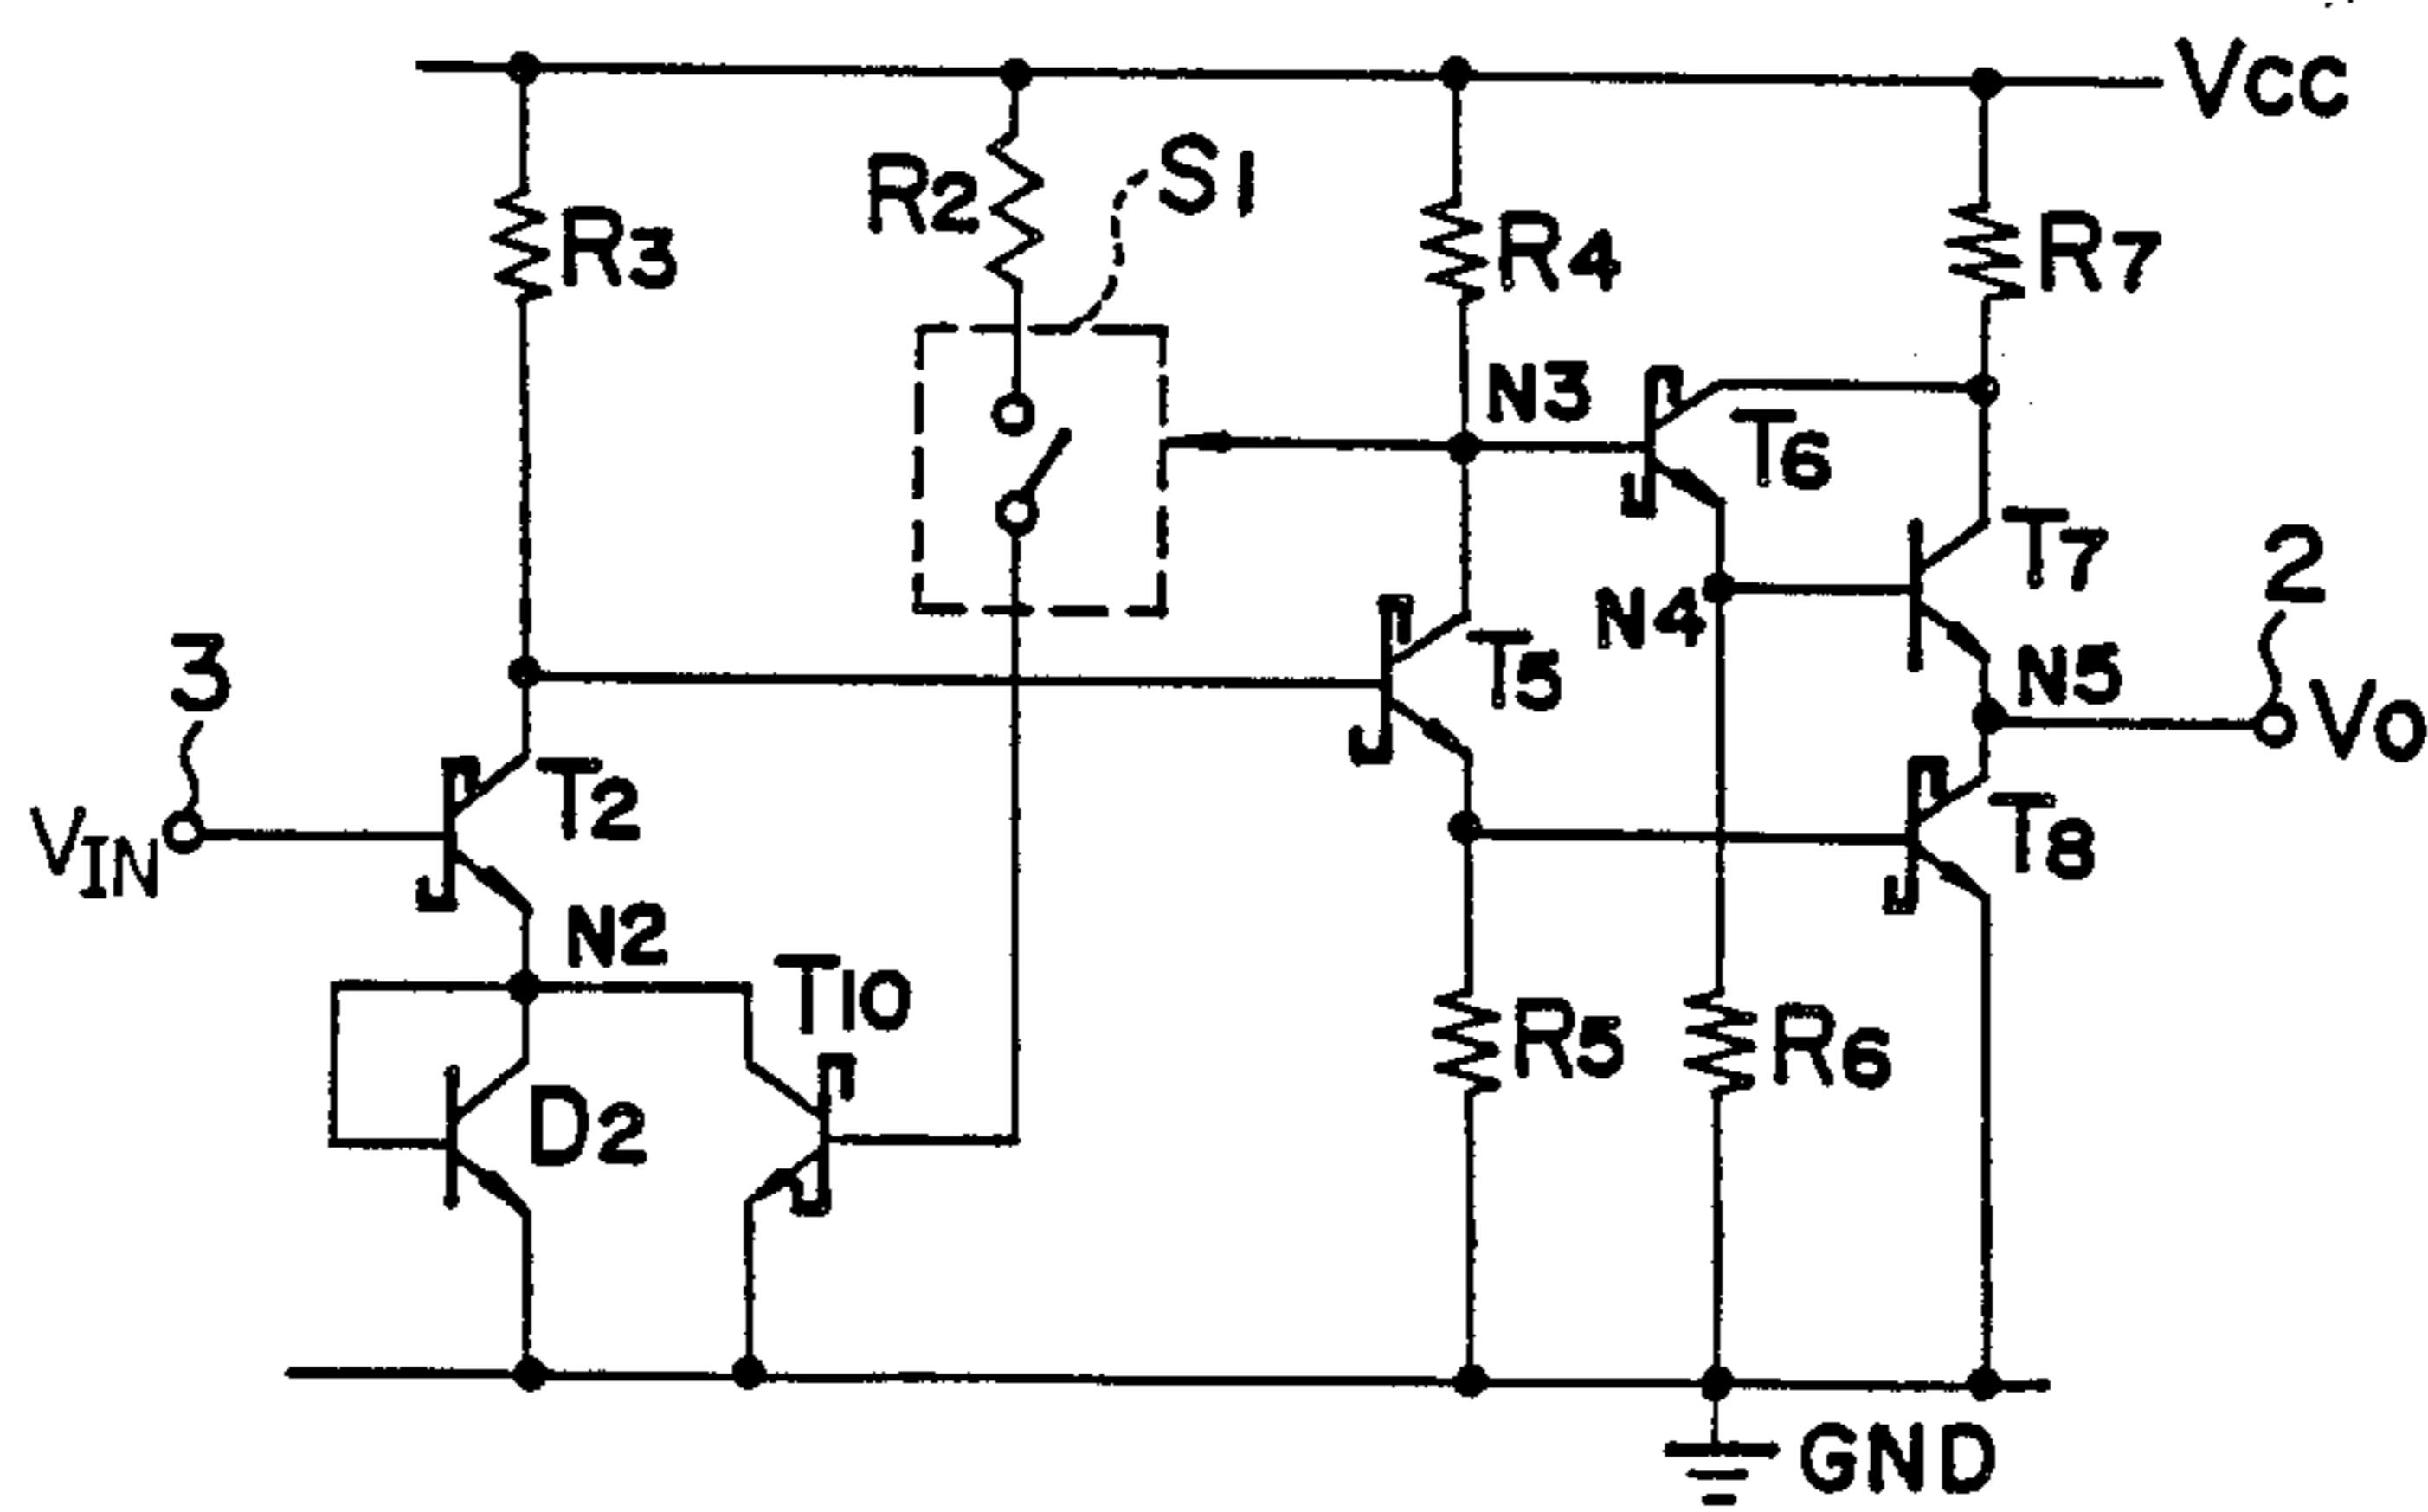 VCC
R3
R2
S1
R4
R7
N3
T6
T7
2
N4
T5
N5
VO
3
VIN
T2
T8
N2
T10
D2
R5
R6
GND